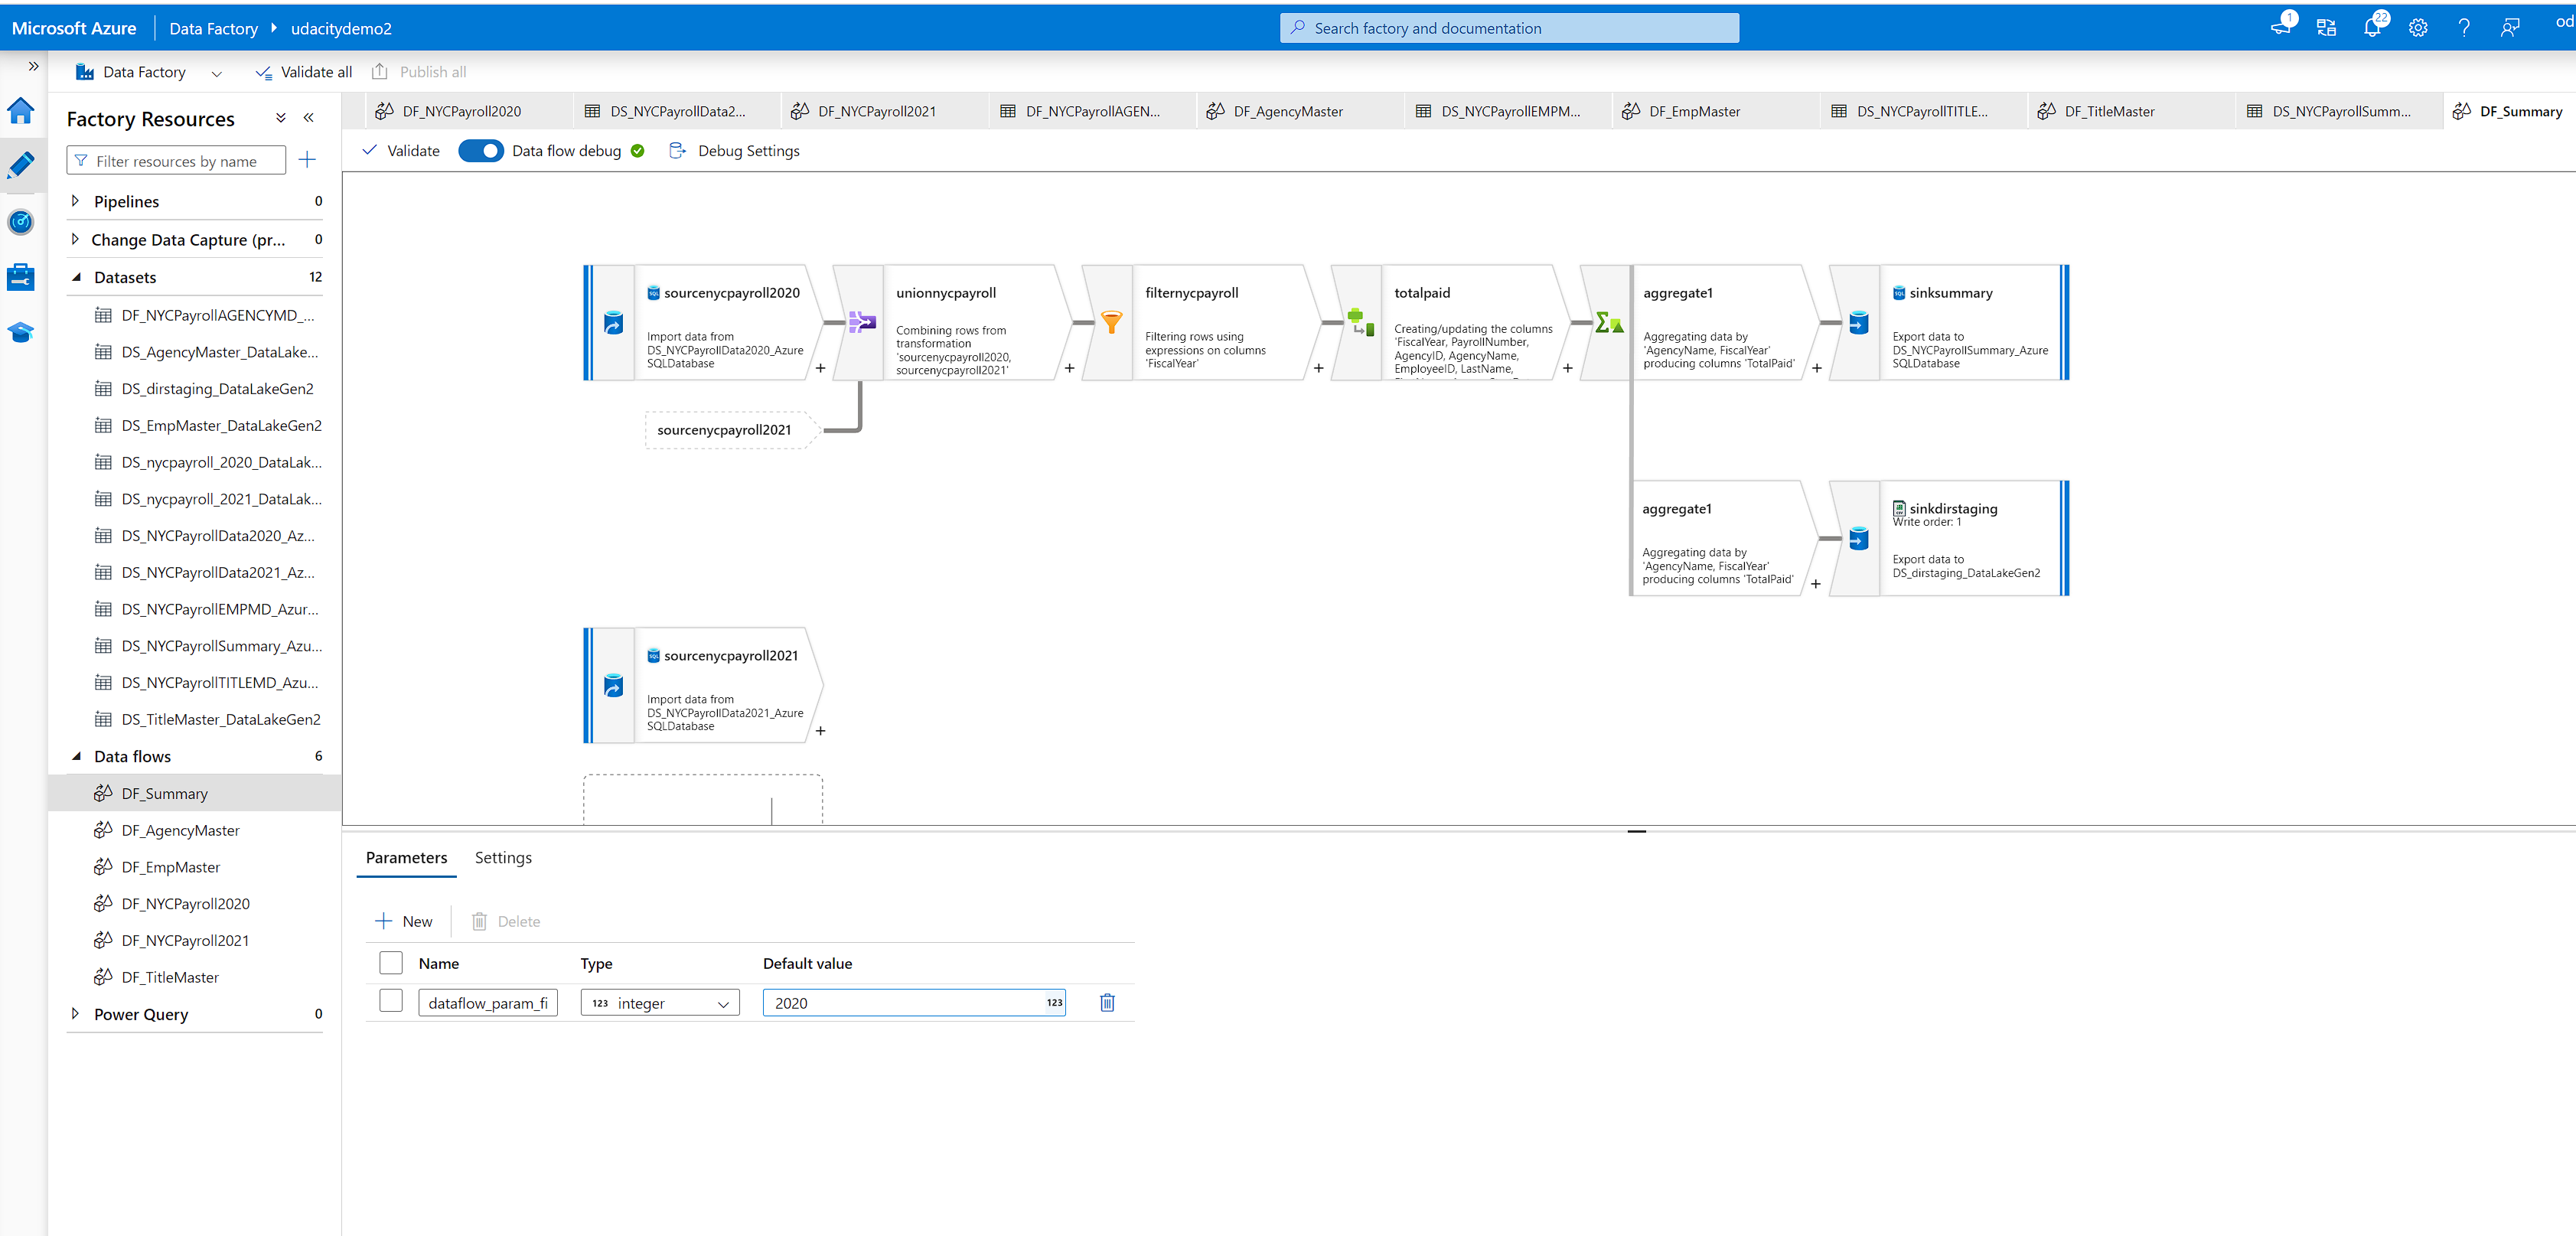 Microsoft Azure
Data Factory
udacitydemo2
Search factory and documentation
1
22
od
Data Factory
Validate all
Publish all
Factory Resources
Filter resources by name
Pipelines 0
Change Data Capture (pr... 0
Datasets 12
DF_NYCPayrollAGENCYMD_...
DS_AgencyMaster_DataLake...
DS_dirstaging_DataLakeGen2
DS_EmpMaster_DataLakeGen2
DS_nycpayroll_2020_DataLak...
DS_nycpayroll_2021_DataLak...
DS_NYCPayrollData2020_Az...
DS_NYCPayrollData2021_Az...
DS_NYCPayrollEMPMD_Azur...
DS_NYCPayrollSummary_Azu...
DS_NYCPayrollTITLEMD_Azu...
DS_TitleMaster_DataLakeGen2
Data flows 6
DF_Summary
DF_AgencyMaster
DF_EmpMaster
DF_NYCPayroll2020
DF_NYCPayroll2021
DF_TitleMaster
Power Query 0
DF_NYCPayroll2020
DS_NYCPayrollData2...
DF_NYCPayroll2021
DF_NYCPayrollAGEN...
DF_AgencyMaster
DS_NYCPayrollEMPM...
DF_EmpMaster
DS_NYCPayrollTITLE...
DF_TitleMaster
DS_NYCPayrollSumm...
DF_Summary
Validate
Data flow debug
Debug Settings
sourcenycpayroll2020
Import data from
DS_NYCPayrollData2020_Azure
SQLDatabase
+
unionnycpayroll
Combining rows from
transformation
'sourcenycpayroll2020,
sourcenycpayroll2021'
+
filternycpayroll
Filtering rows using
expressions on columns
'FiscalYear'
+
totalpaid
Creating/updating the columns
'FiscalYear, PayrollNumber,
AgencyID, AgencyName,
EmployeeID, LastName,
+
aggregate1
Aggregating data by
'AgencyName, FiscalYear'
producing columns 'TotalPaid'
+
sinksummary
Export data to
DS_NYCPayrollSummary_Azure
SQLDatabase
sourcenycpayroll2021
aggregate1
Aggregating data by
'AgencyName, FiscalYear'
producing columns 'TotalPaid'
+
sinkdirstaging
Write order: 1
Export data to
DS_dirstaging_DataLakeGen2
sourcenycpayroll2021
Import data from
DS_NYCPayrollData2021_Azure
SQLDatabase
+
Parameters
Settings
New
Delete
Name
Type
Default value
dataflow_param_fi
123 integer
2020
123